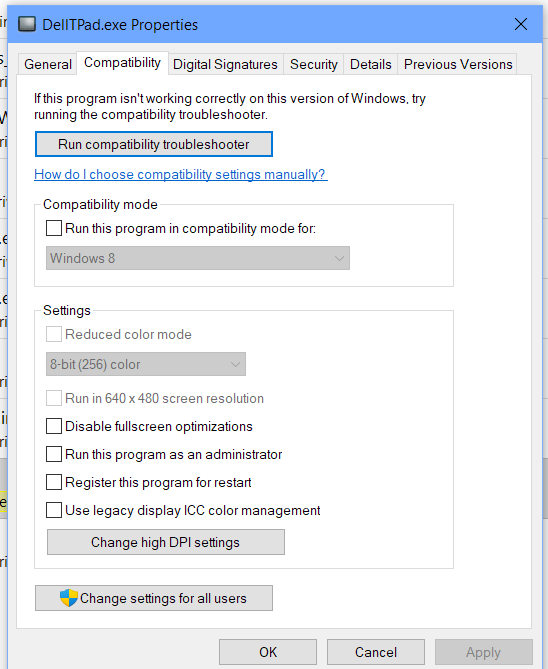 DellTPad.exe Properties
General Compatibility Digital Signatures Security Details Previous Versions
If this program isn't working correctly on this version of Windows, try
running the compatibility troubleshooter.
Run compatibility troubleshooter
How do I choose compatibility settings manually?
Compatibility mode
Run this program in compatibility mode for:
Windows 8
Settings
Reduced color mode
8-bit (256) color
Run in 640 x 480 screen resolution
Disable fullscreen optimizations
Run this program as an administrator
Register this program for restart
Use legacy display ICC color management
Change high DPI settings
Change settings for all users
OK Cancel Apply